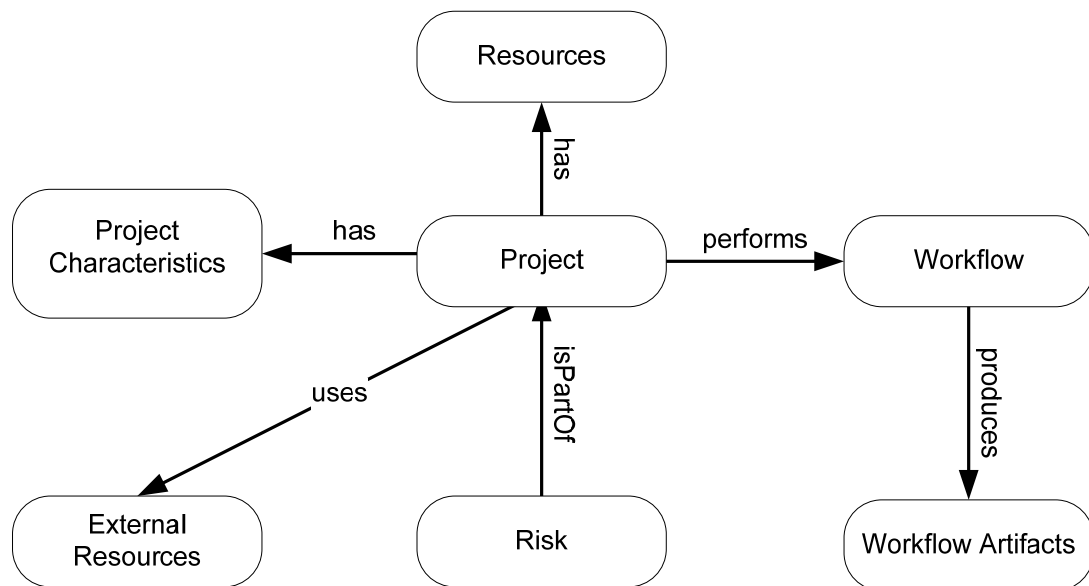 Resources
has
Project
Characteristics
has
Project
performs
Workflow
uses
isPartOf
produces
External
Resources
Risk
Workflow Artifacts